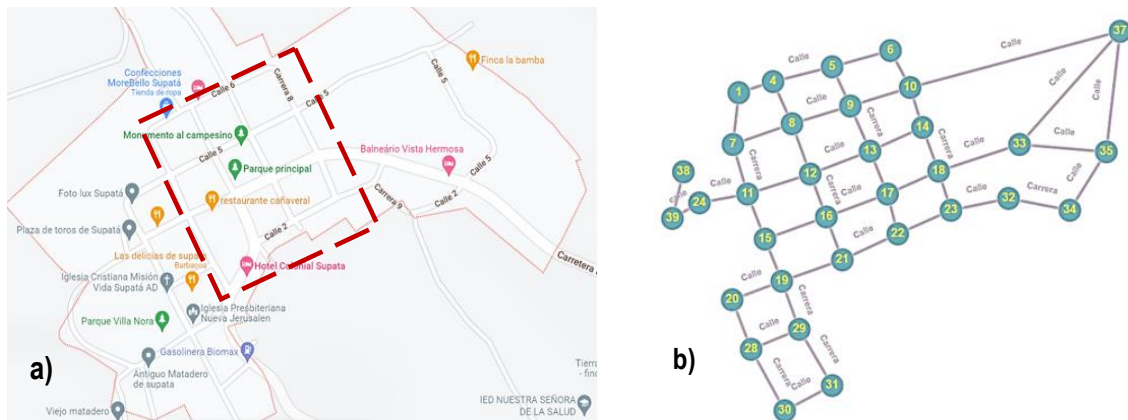 Confecciones
MoreBello Supatá
Tienda de ropa
Calle 6
Carrera 8
Calle 5
Calle 5
Finca la bamba
Monumento al campesino
Calle 5
Parque principal
Balneário Vista Hermosa
Calle 5
Foto lux Supatá
restaurante cañaveral
Carrera 9
Calle 2
Plaza de toros de Supatá
Calle 2
Carretera
Las delicias de supata
Barbacoa
Hotel Colonial Supata
Iglesia Cristiana Misión
Vida Supatá AD
Iglesia Presbiteriana
Nueva Jerusalen
Parque Villa Nora
Gasolinera Biomax
a)
Antiguo Matadero
de supata
Tierra
- fino
Viejo matadero
IED NUESTRA SEÑORA
DE LA SALUD
37
6
Calle
Calle
5
4
10
1
Calle
9
8
14
7
Carrera
Carrera
Calle
13
33
Calle
Calle
35
Calle
38
Carrera
Calle
12
18
Calle
24
11
Carrera
Calle
17
Calle
32
Carrera
Calle
39
16
23
34
15
22
Calle
21
Calle
19
20
Carrera
29
Calle
28
Carrera
Carrera
31
Calle
30
b)